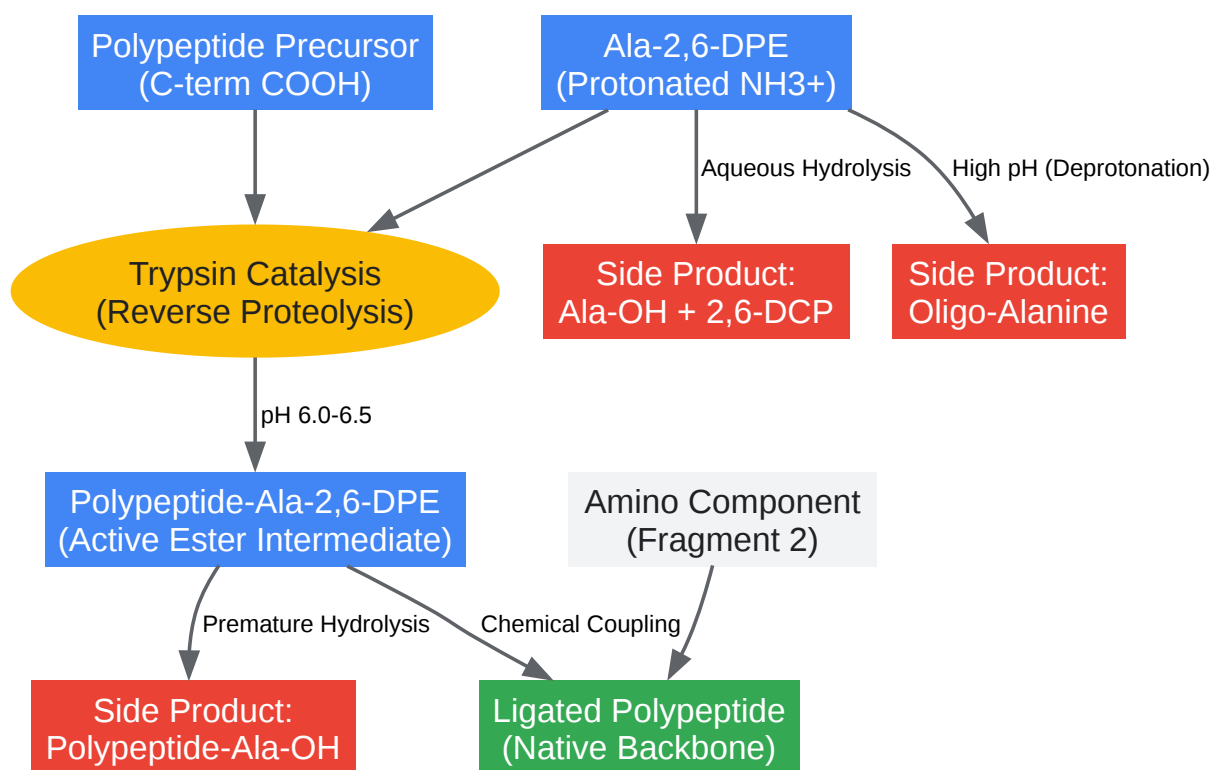 Polypeptide Precursor
(C-term COOH)
Ala-2,6-DPE
(Protonated NH3+)
Aqueous Hydrolysis
High pH (Deprotonation)
Trypsin Catalysis
(Reverse Proteolysis)
Side Product:
Ala-OH + 2,6-DCP
Side Product:
Oligo-Alanine
pH 6.0-6.5
Polypeptide-Ala-2,6-DPE
(Active Ester Intermediate)
Amino Component
(Fragment 2)
Premature Hydrolysis
Chemical Coupling
Side Product:
Polypeptide-Ala-OH
Ligated Polypeptide
(Native Backbone)